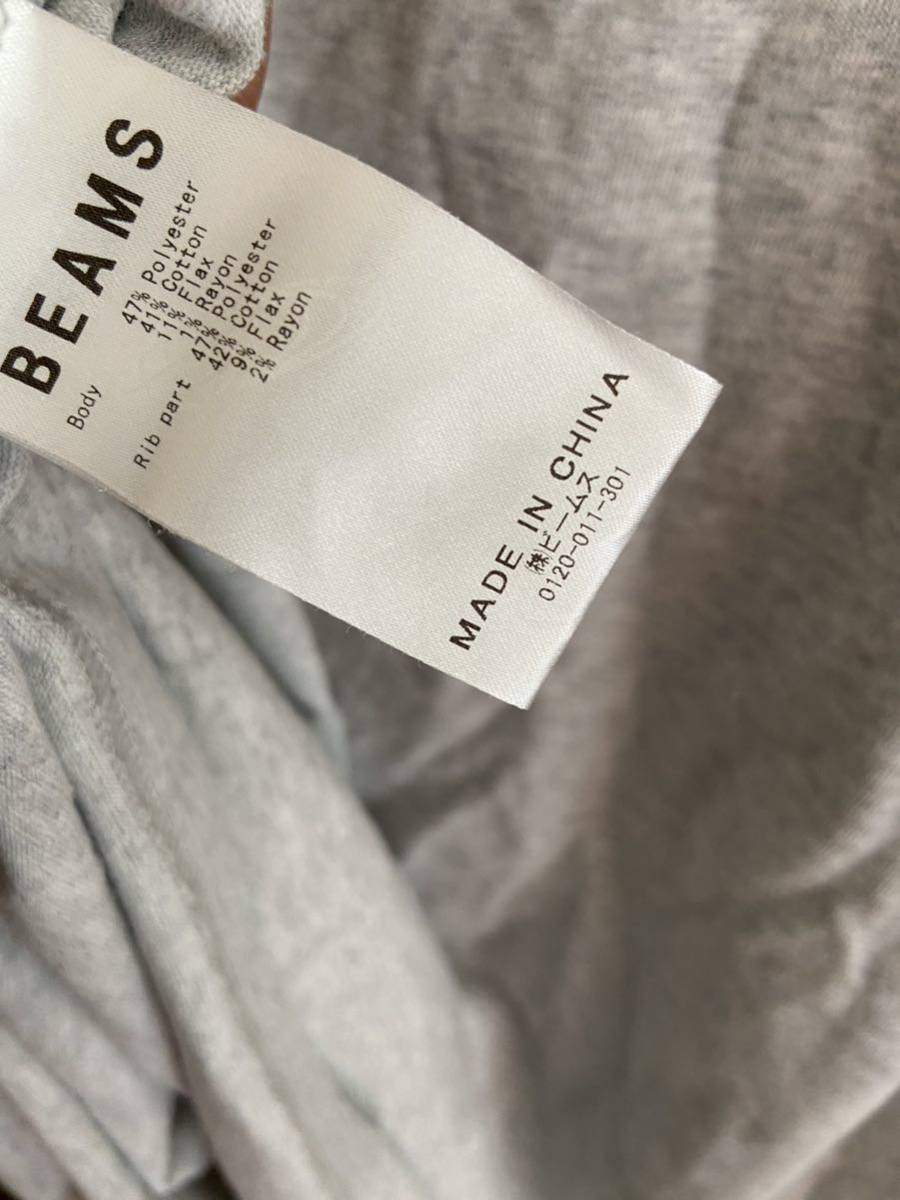 BEAMS
Body
47% Polyester
41% Cotton
11% Flax
1% Rayon
Rib part
47% Polyester
42% Cotton
9% Flax
2% Rayon
MADE IN CHINA
㈱ビームス
0120-011-301